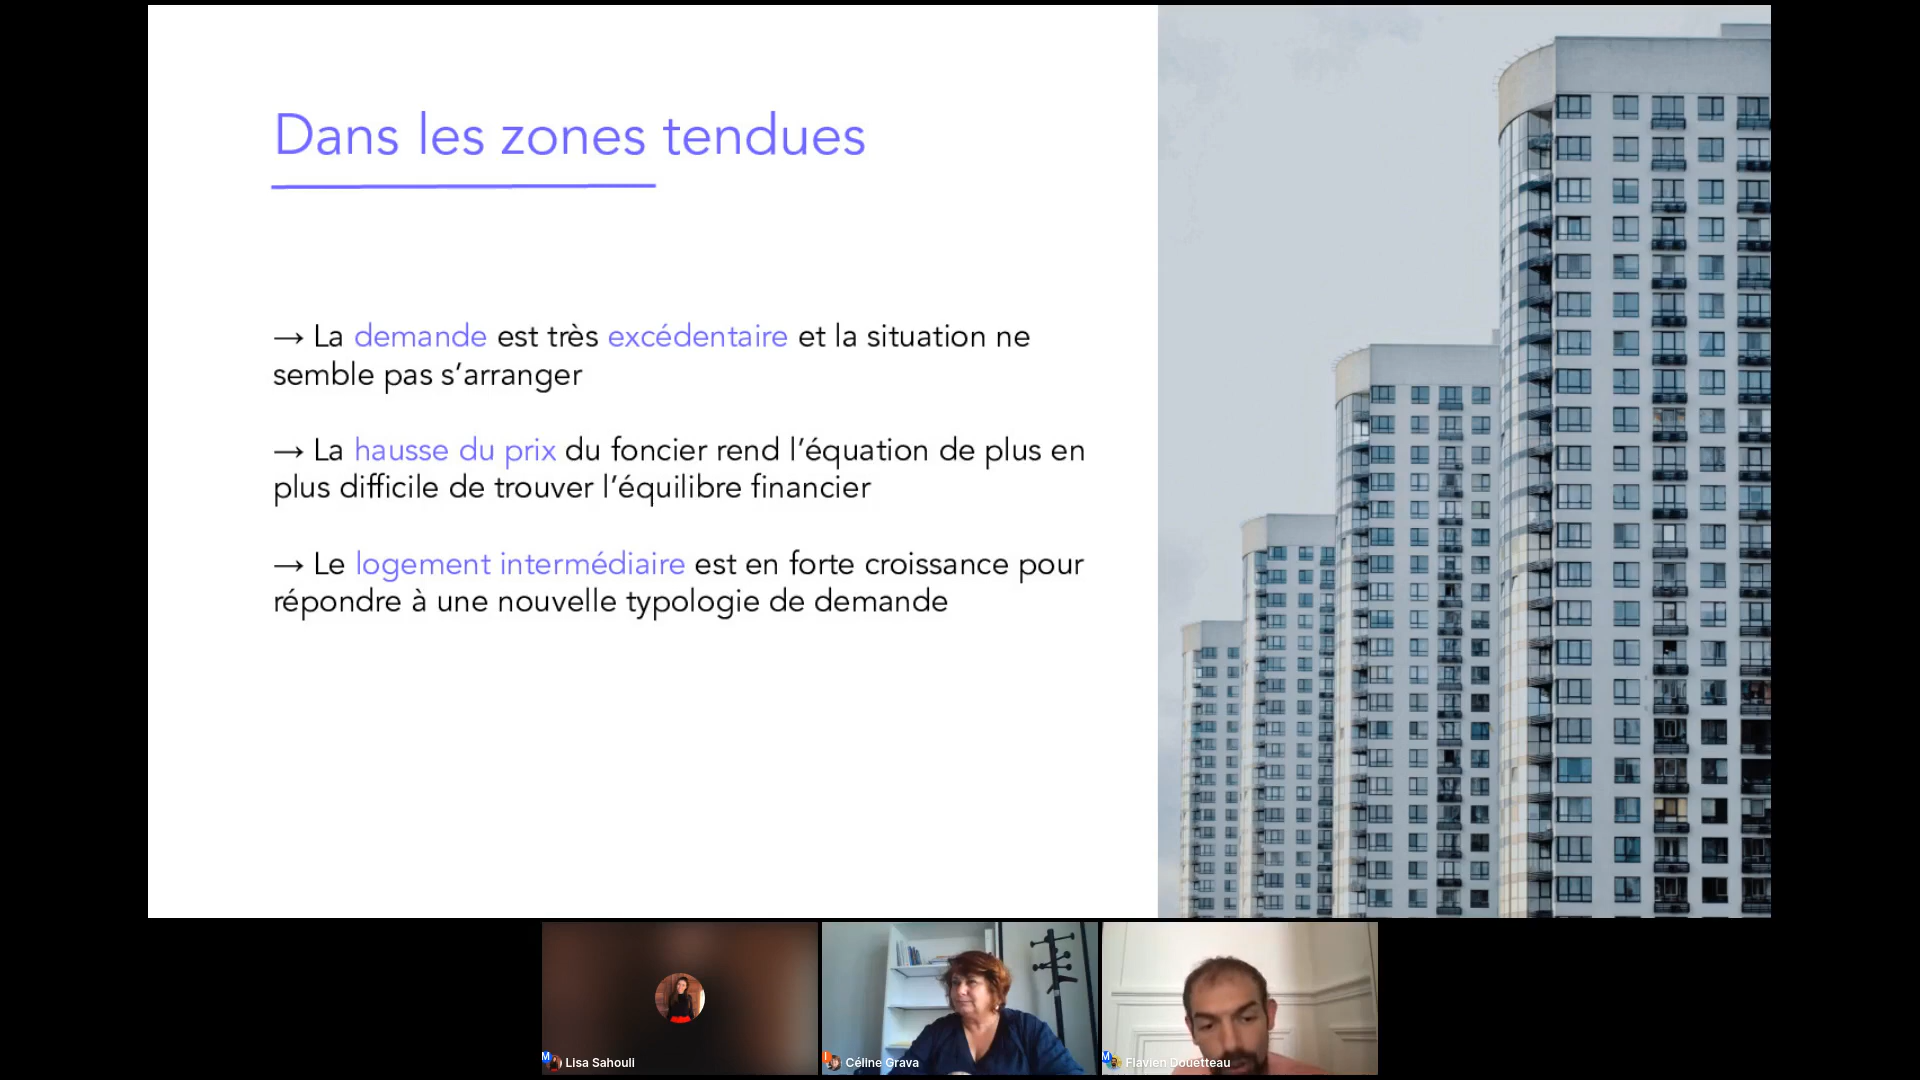 Dans les zones tendues
→ La demande est très excédentaire et la situation ne
semble pas s’arranger
→ La hausse du prix du foncier rend l’équation de plus en
plus difficile de trouver l’équilibre financier
→ Le logement intermédiaire est en forte croissance pour
répondre à une nouvelle typologie de demande
Lisa Sahouli
Céline Grava
Flavien Douetteau